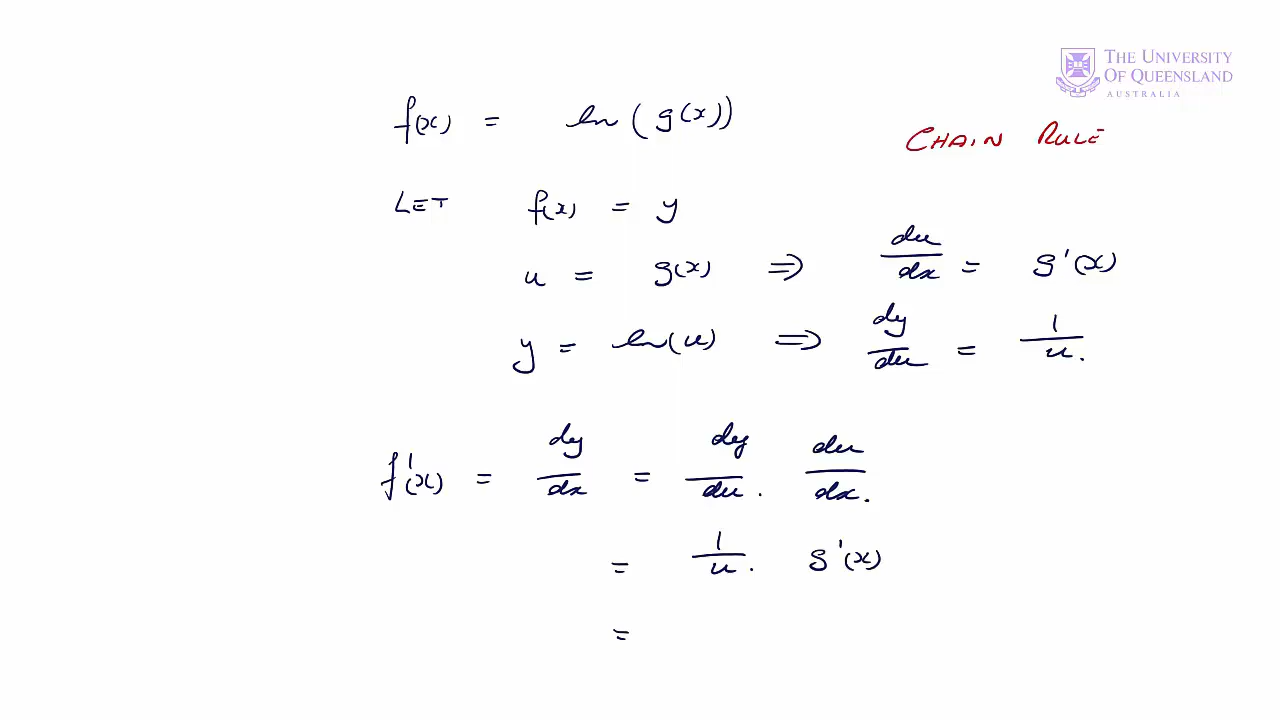 THE UNIVERSITY
OF QUEENSLAND
AUSTRALIA
f(x) = ln(g(x))
CHAIN RULE
LET f(x) = y
u = g(x) ⇒ du/dx = g'(x)
y = ln(u) ⇒ dy/du = 1/u.
f'(x) = dy/dx = dy/du . du/dx.
= 1/u . g'(x)
=